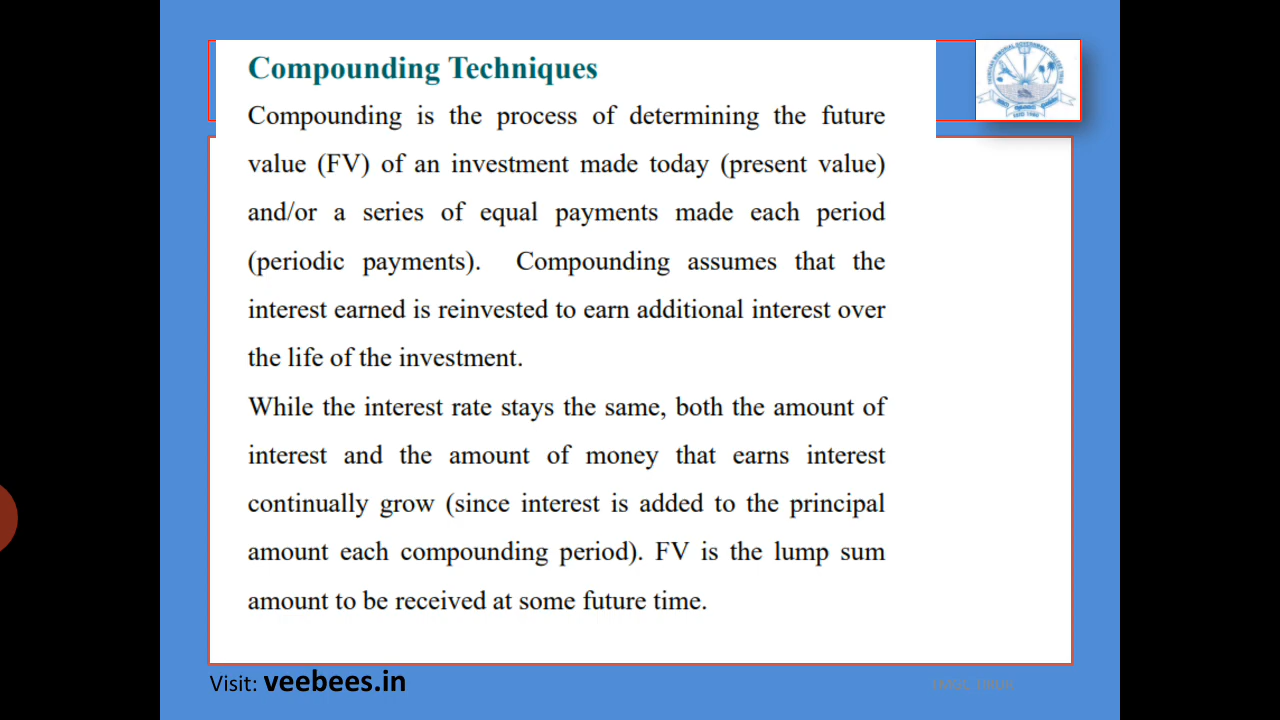 Compounding Techniques
Compounding is the process of determining the future
value (FV) of an investment made today (present value)
and/or a series of equal payments made each period
(periodic payments). Compounding assumes that the
interest earned is reinvested to earn additional interest over
the life of the investment.
While the interest rate stays the same, both the amount of
interest and the amount of money that earns interest
continually grow (since interest is added to the principal
amount each compounding period). FV is the lump sum
amount to be received at some future time.
Visit: veebees.in
TMGC TIRUR